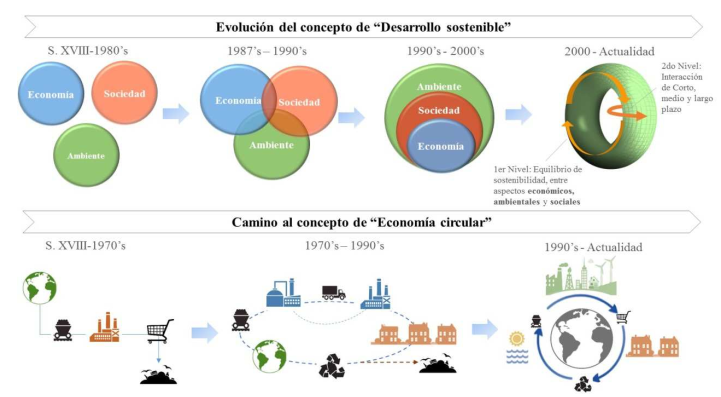 Evolución del concepto de “Desarrollo sostenible”
S. XVIII-1980’s
1987’s – 1990’s
1990’s - 2000’s
2000 - Actualidad
Economía
Sociedad
Ambiente
Economía
Sociedad
Ambiente
Ambiente
Sociedad
Economía
2do Nivel:
Interacción
de Corto,
medio y largo
plazo
1er Nivel: Equilibrio de
sostenibilidad, entre
aspectos económicos,
ambientales y sociales
Camino al concepto de “Economía circular”
S. XVIII-1970’s
1970’s – 1990’s
1990’s - Actualidad